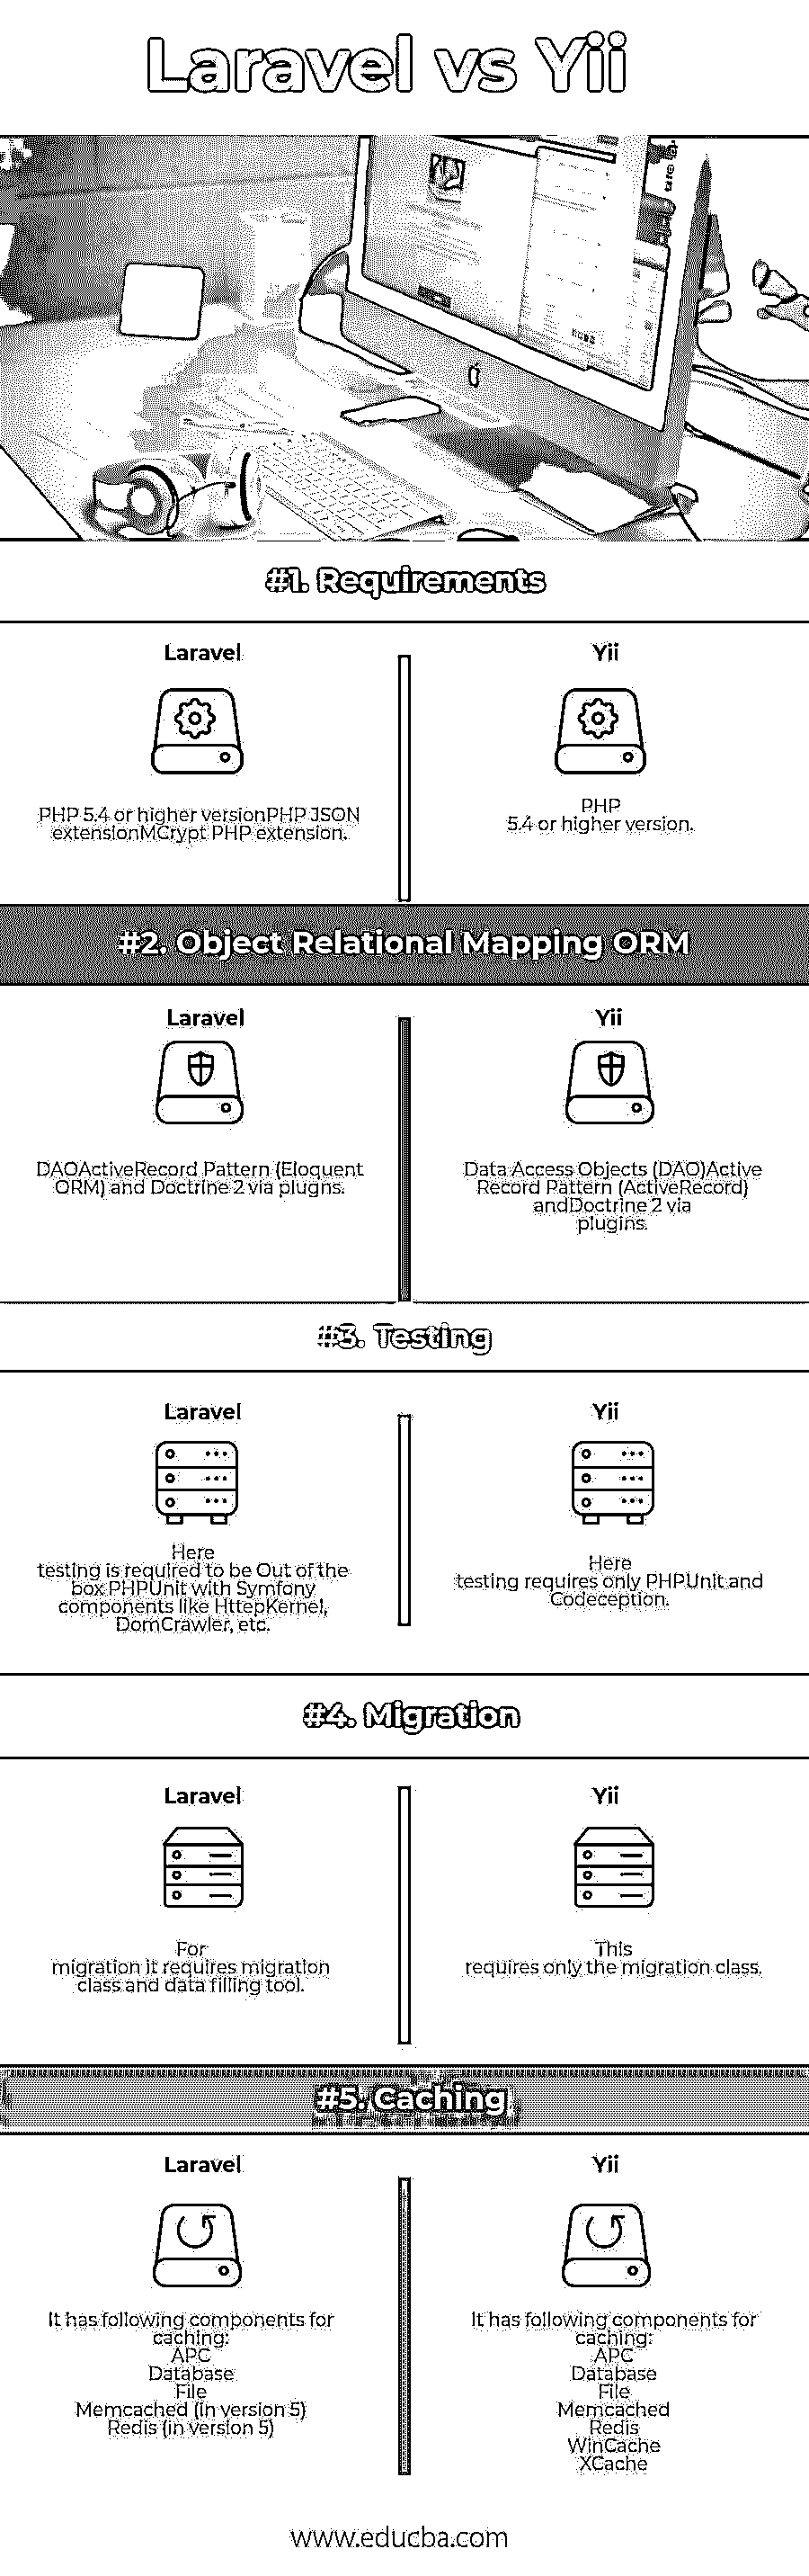 Laravel vs Yii
#1. Requirements
Laravel
PHP 5.4 or higher versionPHP JSON
extensionMCrypt PHP extension.
Yii
PHP
5.4 or higher version.
#2. Object Relational Mapping ORM
Laravel
DAOActiveRecord Pattern (Eloquent
ORM) and Doctrine 2 via plugns.
Yii
Data Access Objects (DAO)Active
Record Pattern (ActiveRecord)
andDoctrine 2 via
plugins.
#3. Testing
Laravel
Here
testing is required to be Out of the
box PHPUnit with Symfony
components like HttepKernel,
DomCrawler, etc.
Yii
Here
testing requires only PHPUnit and
Codeception.
#4. Migration
Laravel
For
migration it requires migration
class and data filling tool.
Yii
This
requires only the migration class.
#5. Caching
Laravel
It has following components for
caching:
APC
Database
File
Memcached (in version 5)
Redis (in version 5)
Yii
It has following components for
caching:
APC
Database
File
Memcached
Redis
WinCache
XCache
www.educba.com